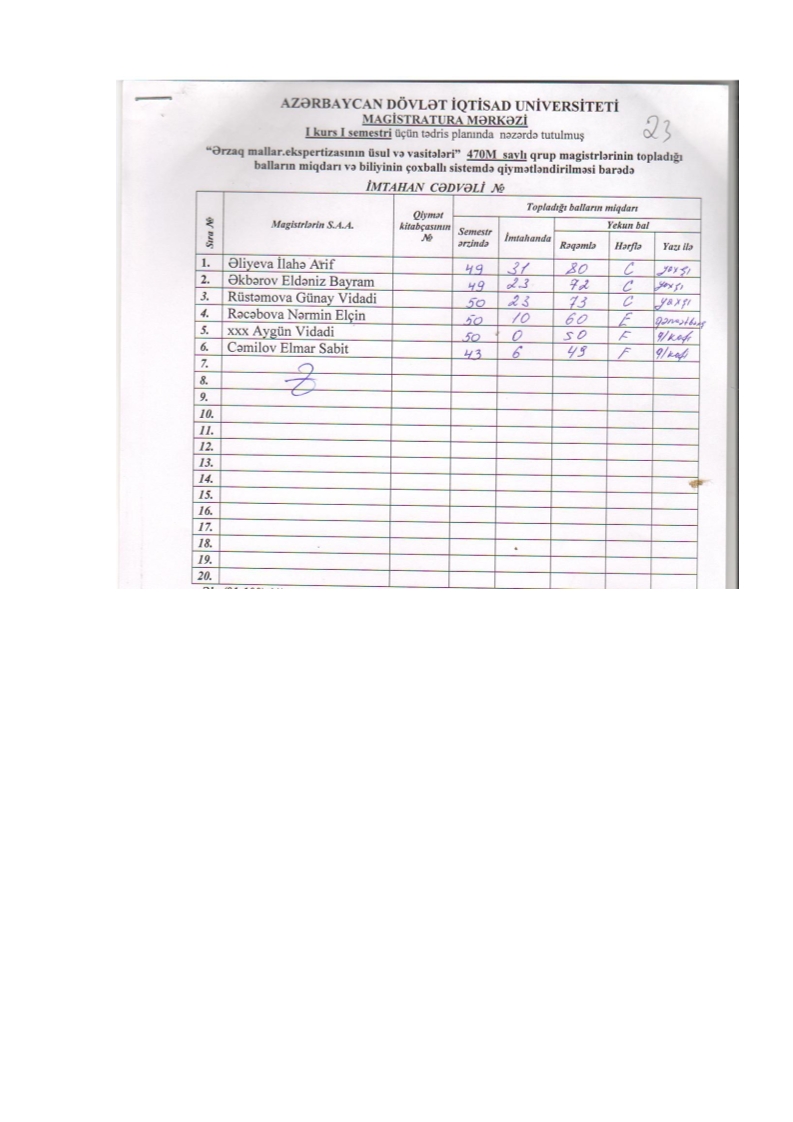 AZƏRBAYCAN DÖVLƏT İQTİSAD UNİVERSİTETİ
MAGİSTRATURA MƏRKƏZİ
I kurs I semestri üçün tədris planında nəzərdə tutulmuş
23
"Ərzaq mallar.ekspertizasının üsul və vasitələri" 470M saylı qrup magistrlərinin topladığı
balların miqdarı və biliyinin çoxballı sistemdə qiymətləndirilməsi barədə
İMTAHAN CƏDVƏLİ №
Sıra № Magistrlərin S.A.A. Qiymət kitabçasının № Topladığı balların miqdarı
Semestr ərzində İmtahanda Yekun bal
Rəqəmlə Hərflə Yazı ilə
1. Əliyeva İlahə Arif 49 31 80 C yaxşı
2. Əkbərov Eldəniz Bayram 49 23 72 C yaxşı
3. Rüstəmova Günay Vidadi 50 23 73 C yaxşı
4. Rəcəbova Nərmin Elçin 50 10 60 E
5. xxx Aygün Vidadi 50 0 50 F q/kafi
6. Cəmilov Elmar Sabit 43 6 49 F q/kafi
7.
8.
9.
10.
11.
12.
13.
14.
15.
16.
17.
18.
19.
20.